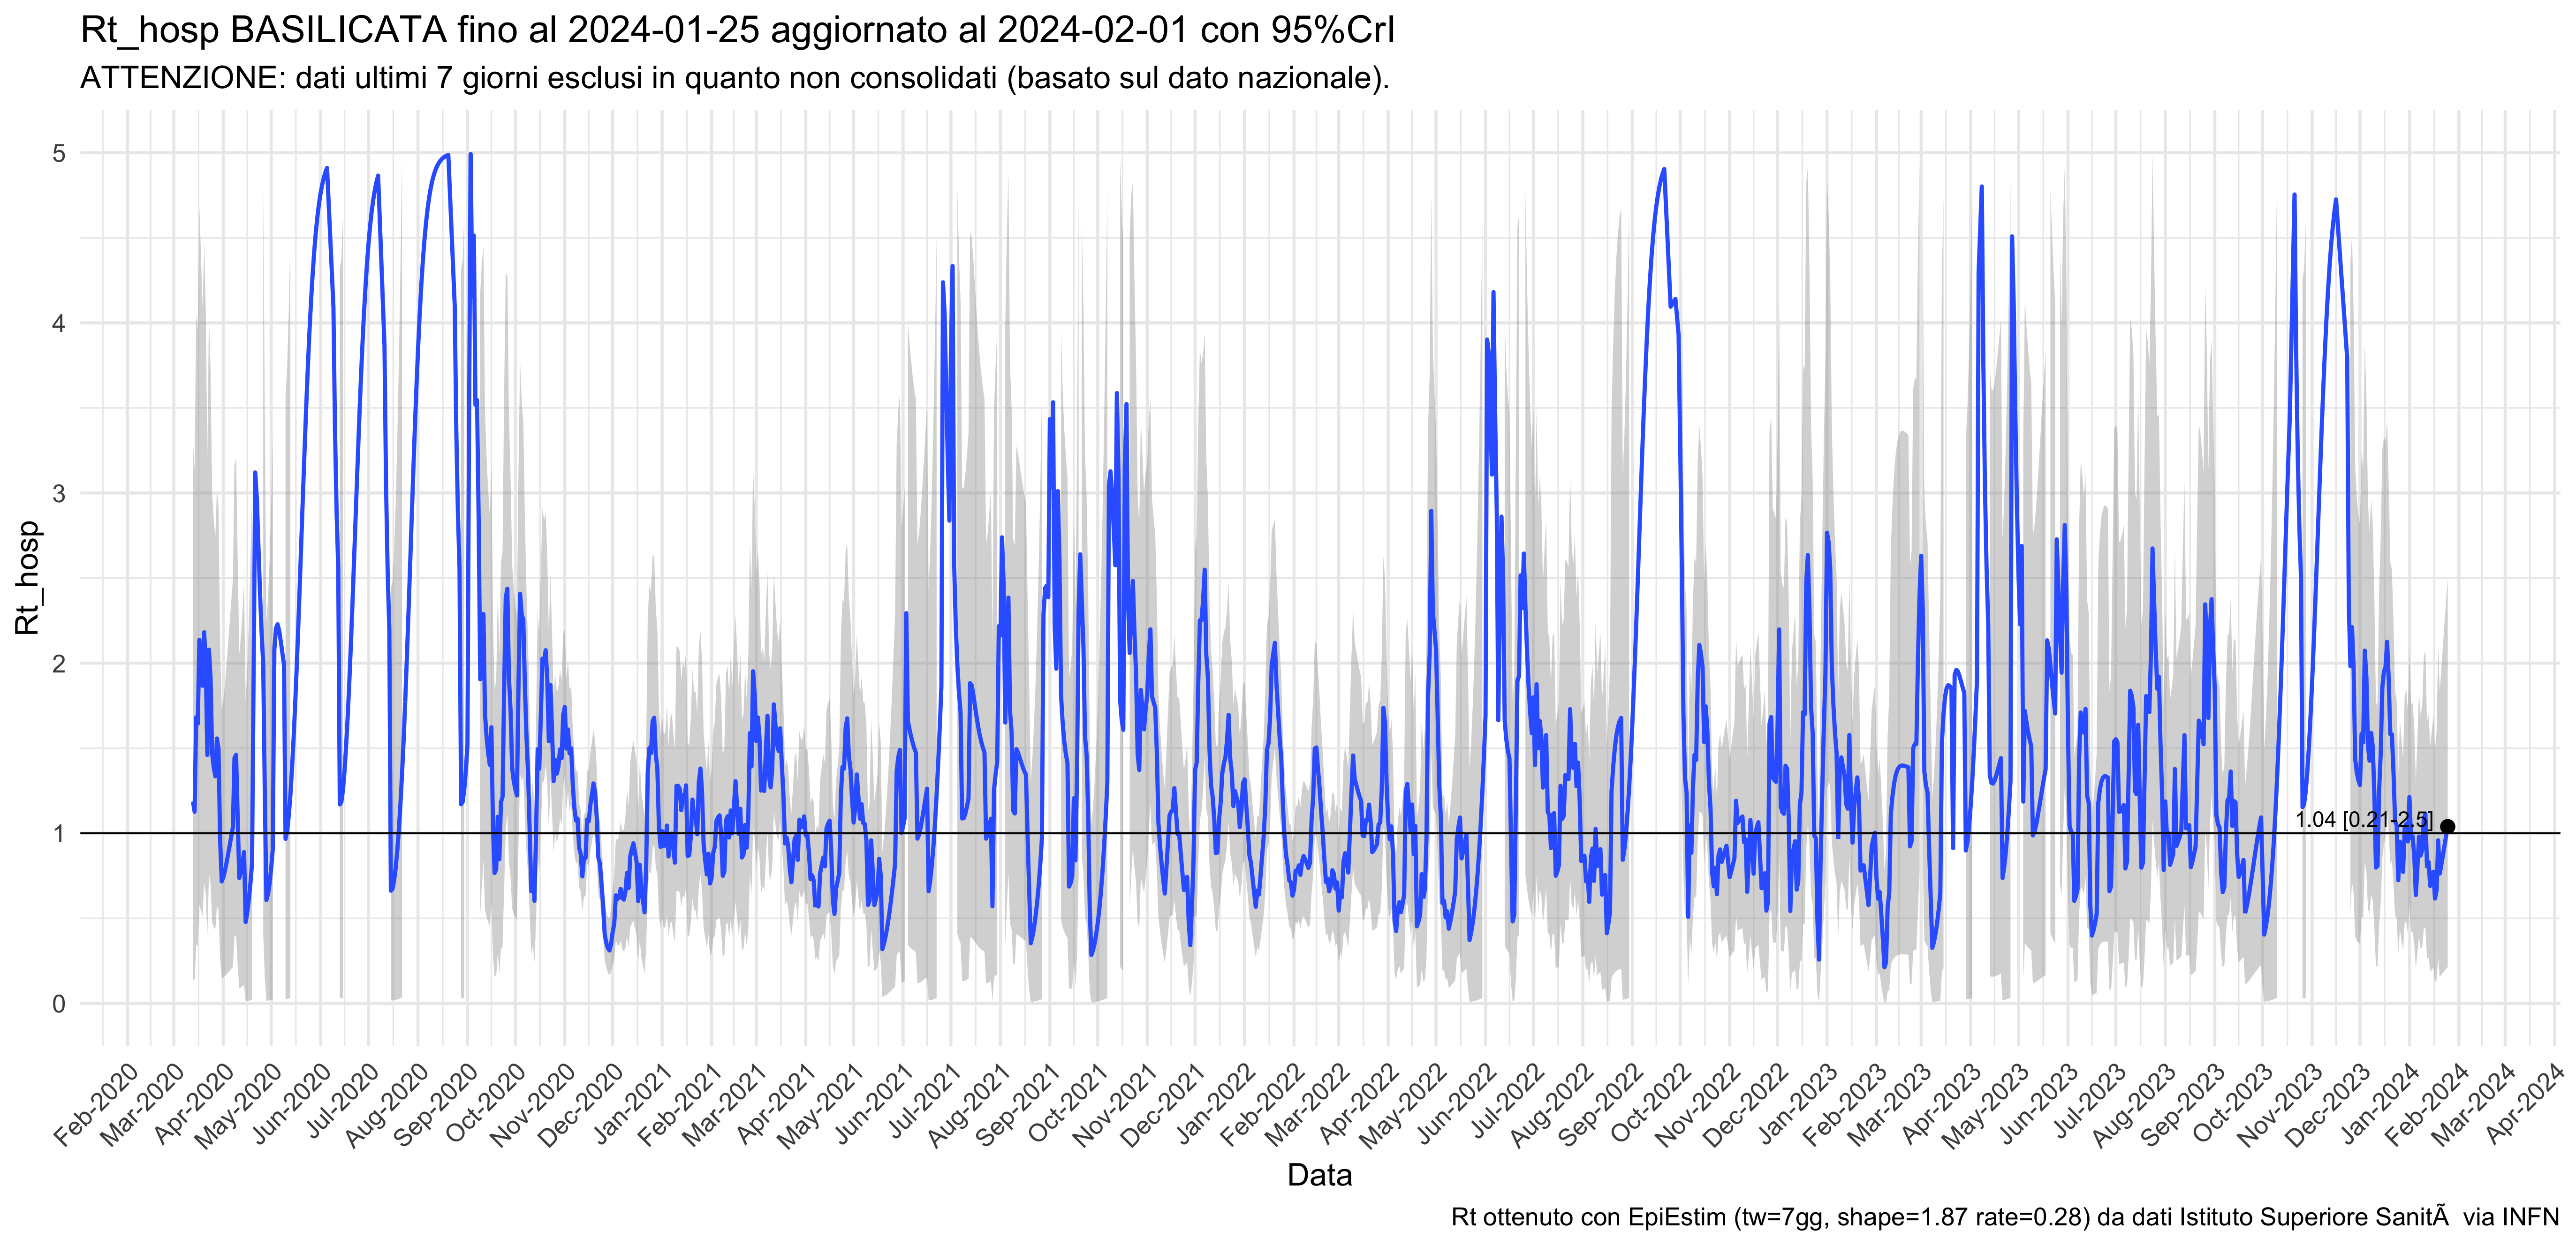 Rt_hosp BASILICATA fino al 2024-01-25 aggiornato al 2024-02-01 con 95%CrI
ATTENZIONE: dati ultimi 7 giorni esclusi in quanto non consolidati (basato sul dato nazionale).
5
4
3
2
1
0
Rt_hosp
1.04 [0.21-2.5]
Feb-2020
Mar-2020
Apr-2020
May-2020
Jun-2020
Jul-2020
Aug-2020
Sep-2020
Oct-2020
Nov-2020
Dec-2020
Jan-2021
Feb-2021
Mar-2021
Apr-2021
May-2021
Jun-2021
Jul-2021
Aug-2021
Sep-2021
Oct-2021
Nov-2021
Dec-2021
Jan-2022
Feb-2022
Mar-2022
Apr-2022
May-2022
Jun-2022
Jul-2022
Aug-2022
Sep-2022
Oct-2022
Nov-2022
Dec-2022
Jan-2023
Feb-2023
Mar-2023
Apr-2023
May-2023
Jun-2023
Jul-2023
Aug-2023
Sep-2023
Oct-2023
Nov-2023
Dec-2023
Jan-2024
Feb-2024
Mar-2024
Apr-2024
Data
Rt ottenuto con EpiEstim (tw=7gg, shape=1.87 rate=0.28) da dati Istituto Superiore SanitÃ  via INFN